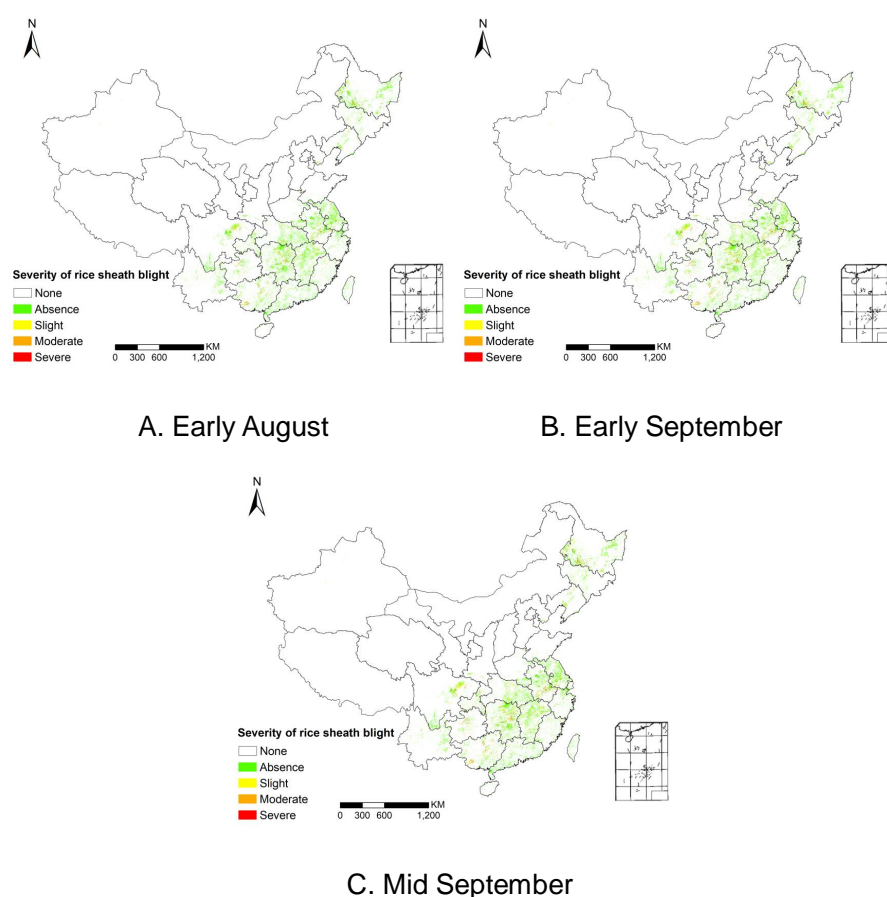 N
Severity of rice sheath blight
None
Absence
Slight
Moderate
Severe
KM
0 300 600 1,200
A. Early August
N
Severity of rice sheath blight
None
Absence
Slight
Moderate
Severe
KM
0 300 600 1,200
B. Early September
N
Severity of rice sheath blight
None
Absence
Slight
Moderate
Severe
KM
0 300 600 1,200
C. Mid September